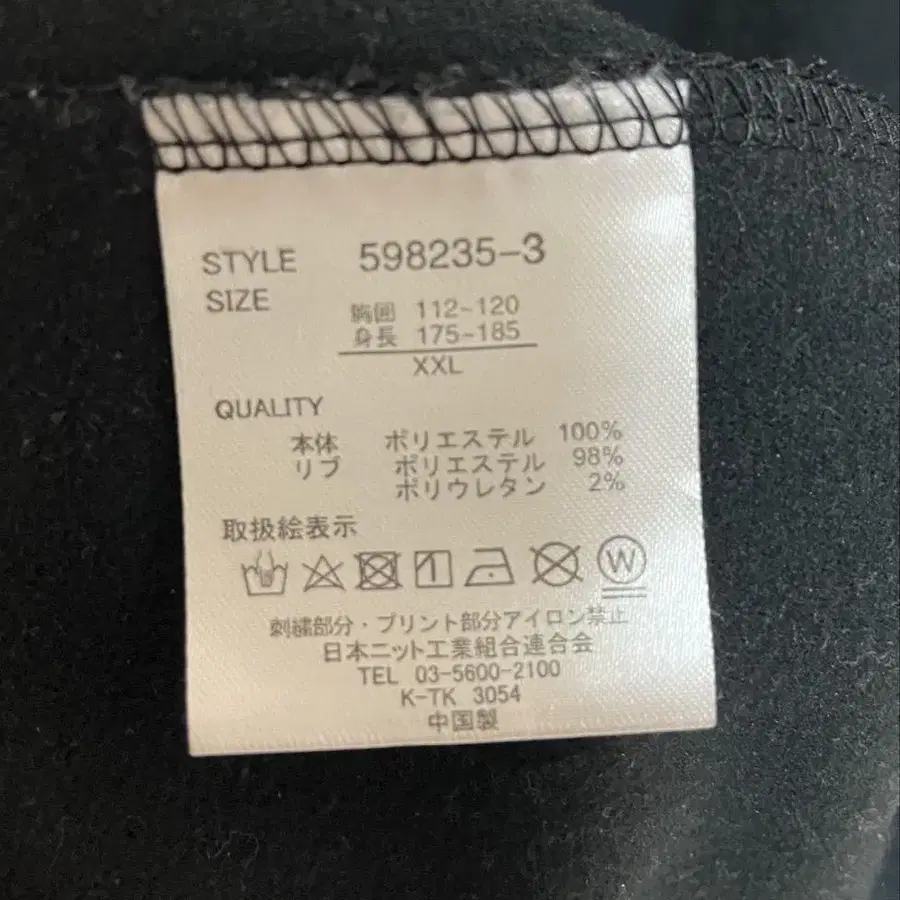 STYLE 598235-3
SIZE
胸囲 112~120
身長 175~185
XXL
QUALITY
本体 ポリエステル 100%
リブ ポリエステル 98%
ポリウレタン 2%
取扱絵表示
W
刺繍部分・プリント部分アイロン禁止
日本ニット工業組合連合会
TEL 03-5600-2100
K-TK 3054
中国製